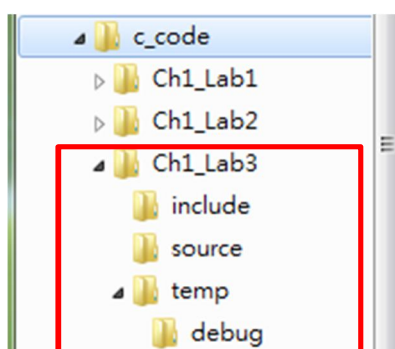 c_code
Ch1_Lab1
Ch1_Lab2
Ch1_Lab3
include
source
temp
debug